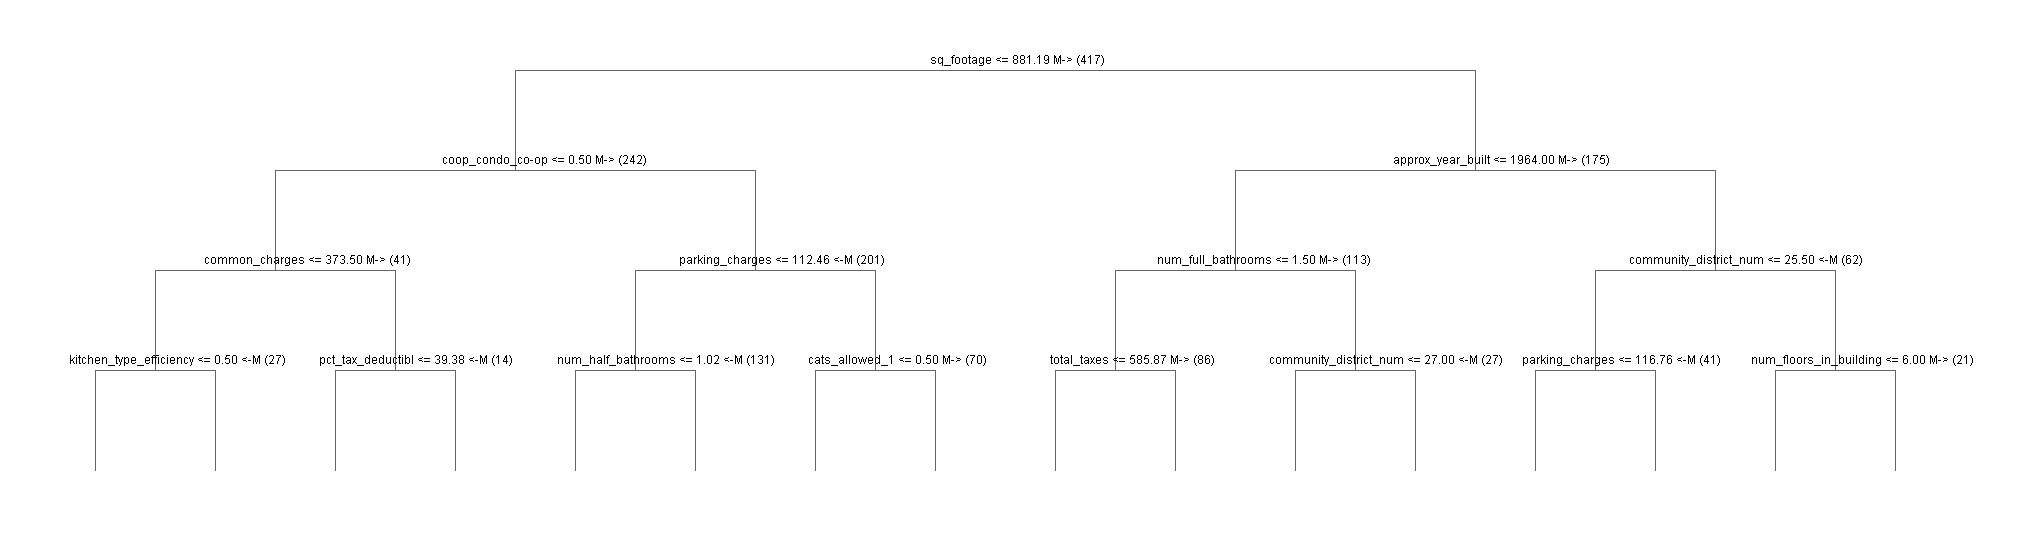 sq_footage <= 881.19 M-> (417)
coop_condo_co-op <= 0.50 M-> (242)
approx_year_built <= 1964.00 M-> (175)
common_charges <= 373.50 M-> (41)
parking_charges <= 112.46 <-M (201)
num_full_bathrooms <= 1.50 M-> (113)
community_district_num <= 25.50 <-M (62)
kitchen_type_efficiency <= 0.50 <-M (27)
pct_tax_deductibl <= 39.38 <-M (14)
num_half_bathrooms <= 1.02 <-M (131)
cats_allowed_1 <= 0.50 M-> (70)
total_taxes <= 585.87 M-> (86)
community_district_num <= 27.00 <-M (27)
parking_charges <= 116.76 <-M (41)
num_floors_in_building <= 6.00 M-> (21)